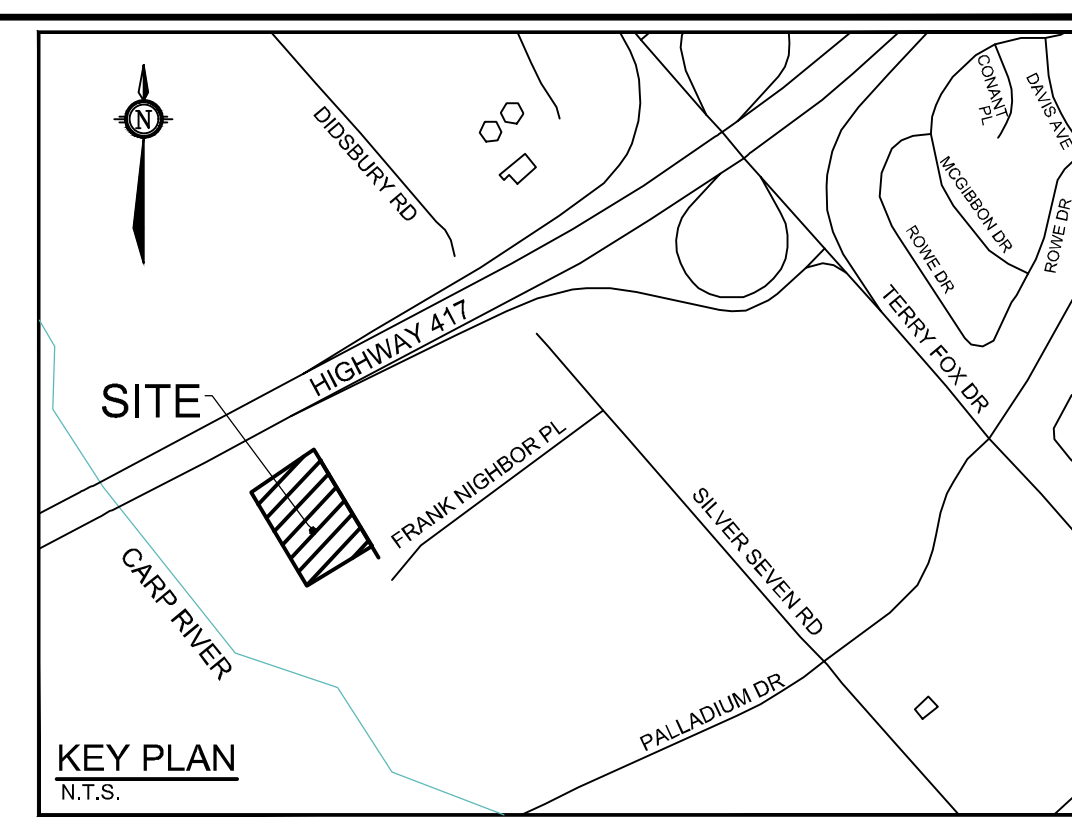 N
DIDSBURY RD
CONANT
PL
DAVIS AVE
MCGIBBON DR
ROWE DR
ROWE DR
TERRY FOX DR
HIGHWAY 417
SITE
FRANK NIGHBOR PL
SILVER SEVEN RD
CARP RIVER
PALLADIUM DR
KEY PLAN
N.T.S.